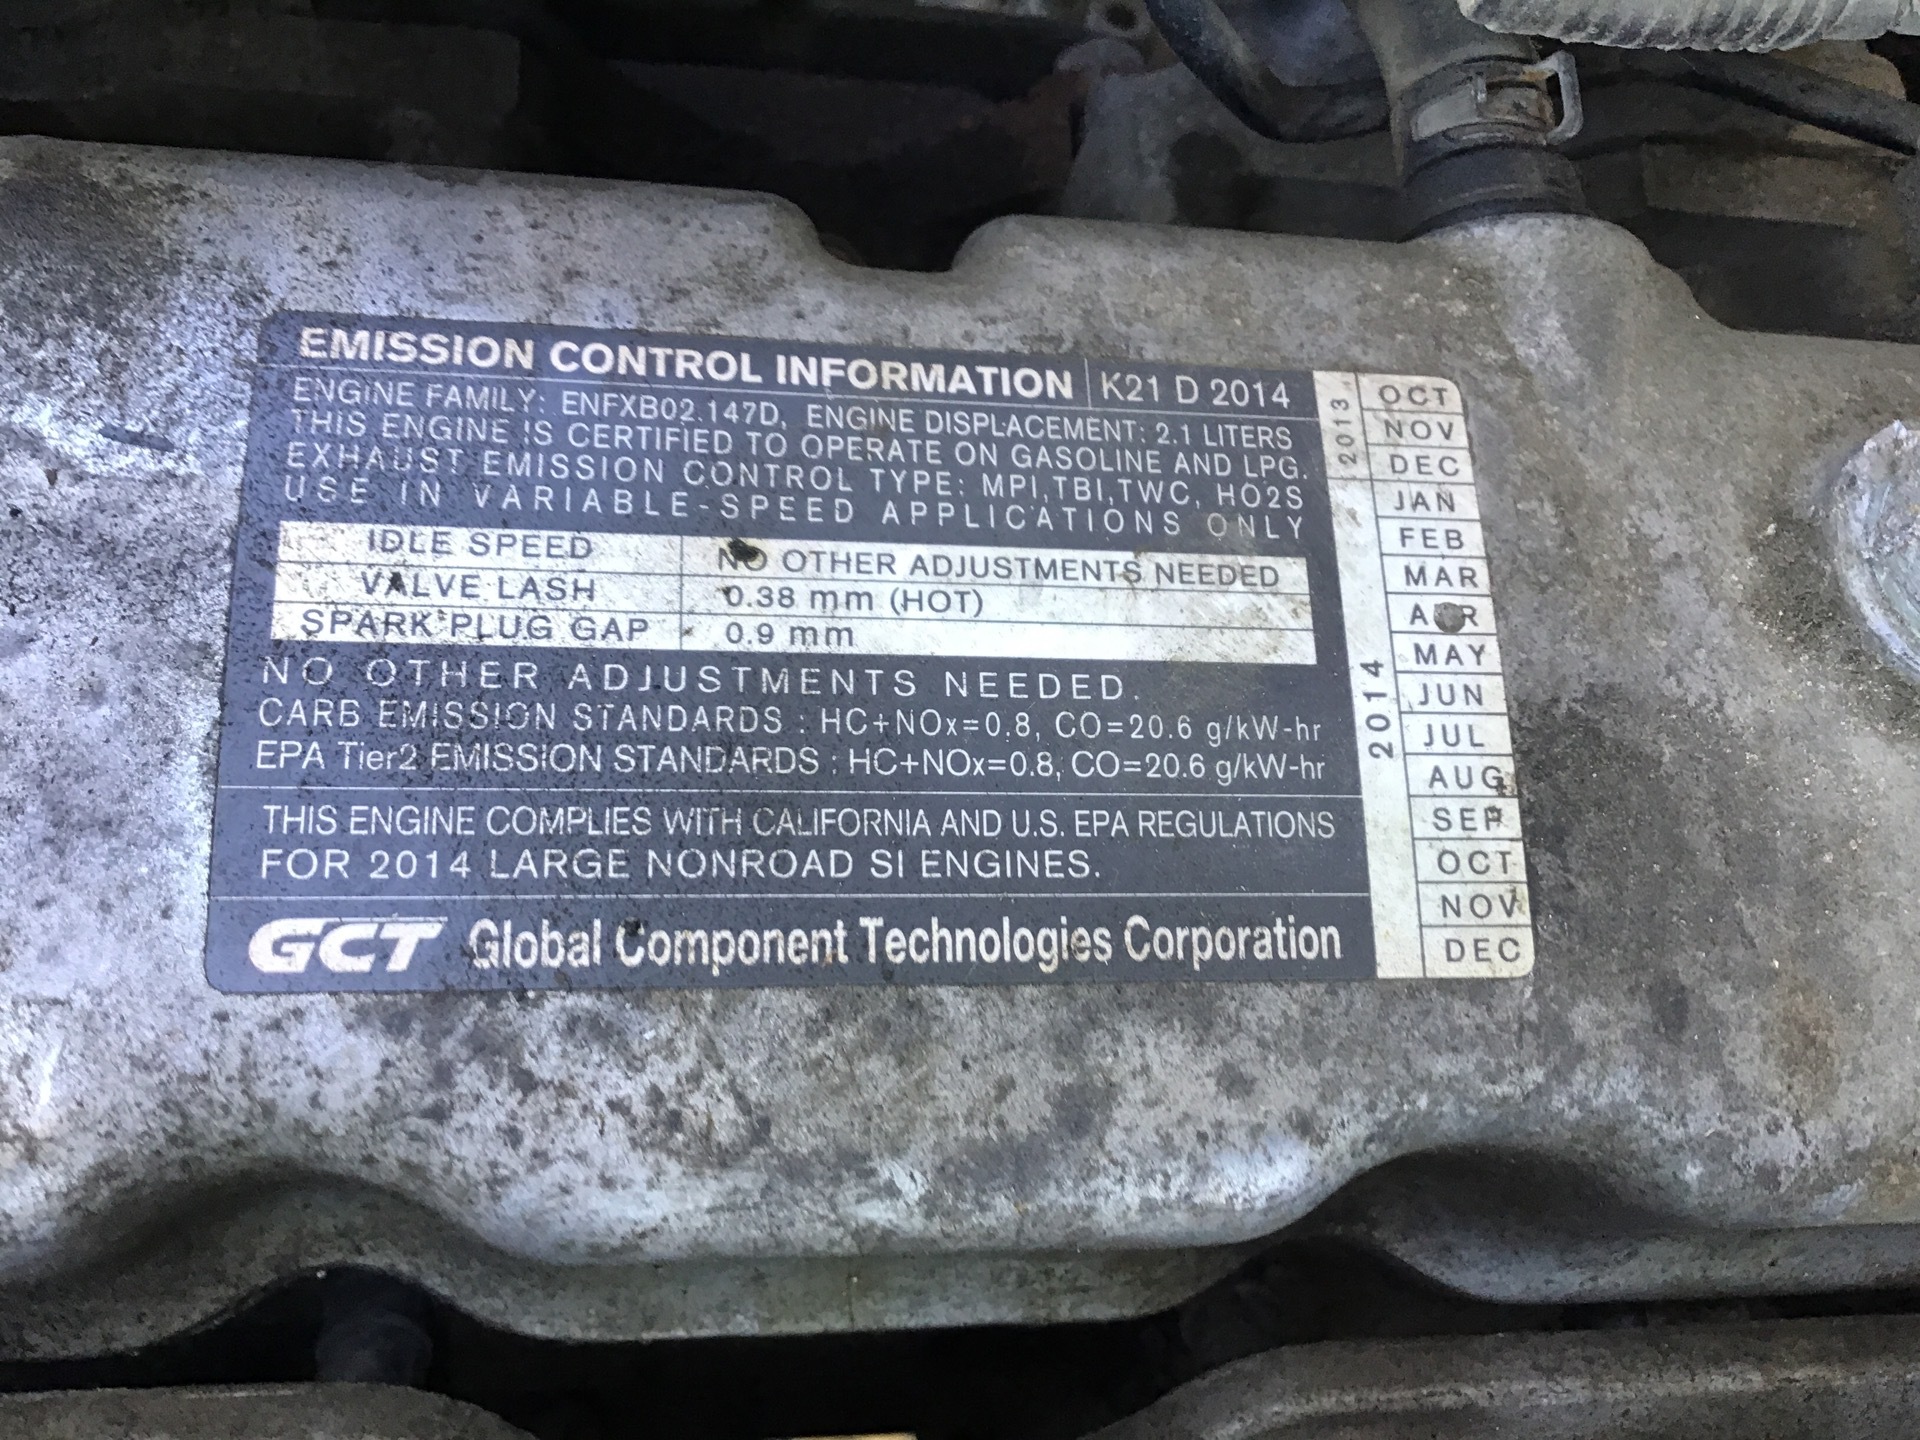 EMISSION CONTROL INFORMATION K21 D 2014
ENGINE FAMILY: ENFXB02.147D, ENGINE DISPLACEMENT: 2.1 LITERS
THIS ENGINE IS CERTIFIED TO OPERATE ON GASOLINE AND LPG.
EXHAUST EMISSION CONTROL TYPE: MPI,TBI,TWC, HO2S
USE IN VARIABLE-SPEED APPLICATIONS ONLY
IDLE SPEED NO OTHER ADJUSTMENTS NEEDED
VALVE LASH 0.38 mm (HOT)
SPARK PLUG GAP 0.9 mm
NO OTHER ADJUSTMENTS NEEDED.
CARB EMISSION STANDARDS : HC+NOx=0.8, CO=20.6 g/kW-hr
EPA Tier2 EMISSION STANDARDS : HC+NOx=0.8, CO=20.6 g/kW-hr
THIS ENGINE COMPLIES WITH CALIFORNIA AND U.S. EPA REGULATIONS
FOR 2014 LARGE NONROAD SI ENGINES.
GCT Global Component Technologies Corporation
2013
OCT
NOV
DEC
2014
JAN
FEB
MAR
APR
MAY
JUN
JUL
AUG
SEP
OCT
NOV
DEC